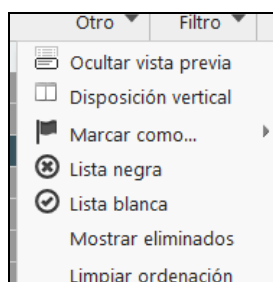 Otro Filtro
Ocultar vista previa
Disposición vertical
Marcar como...
Lista negra
Lista blanca
Mostrar eliminados
Limpiar ordenación